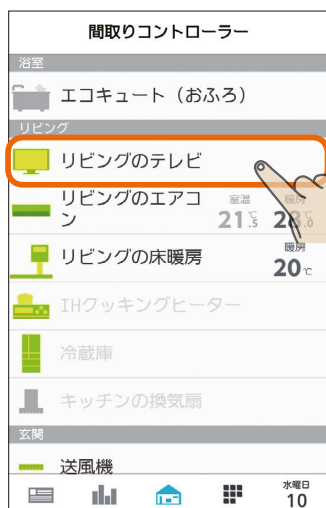 間取りコントローラー
浴室
エコキュート（おふろ）
リビング
リビングのテレビ
リビングのエアコ
ン
室温
21.5℃
暖房
28.0℃
リビングの床暖房
暖房
20℃
IHクッキングヒーター
冷蔵庫
キッチンの換気扇
玄関
送風機
水曜日
10